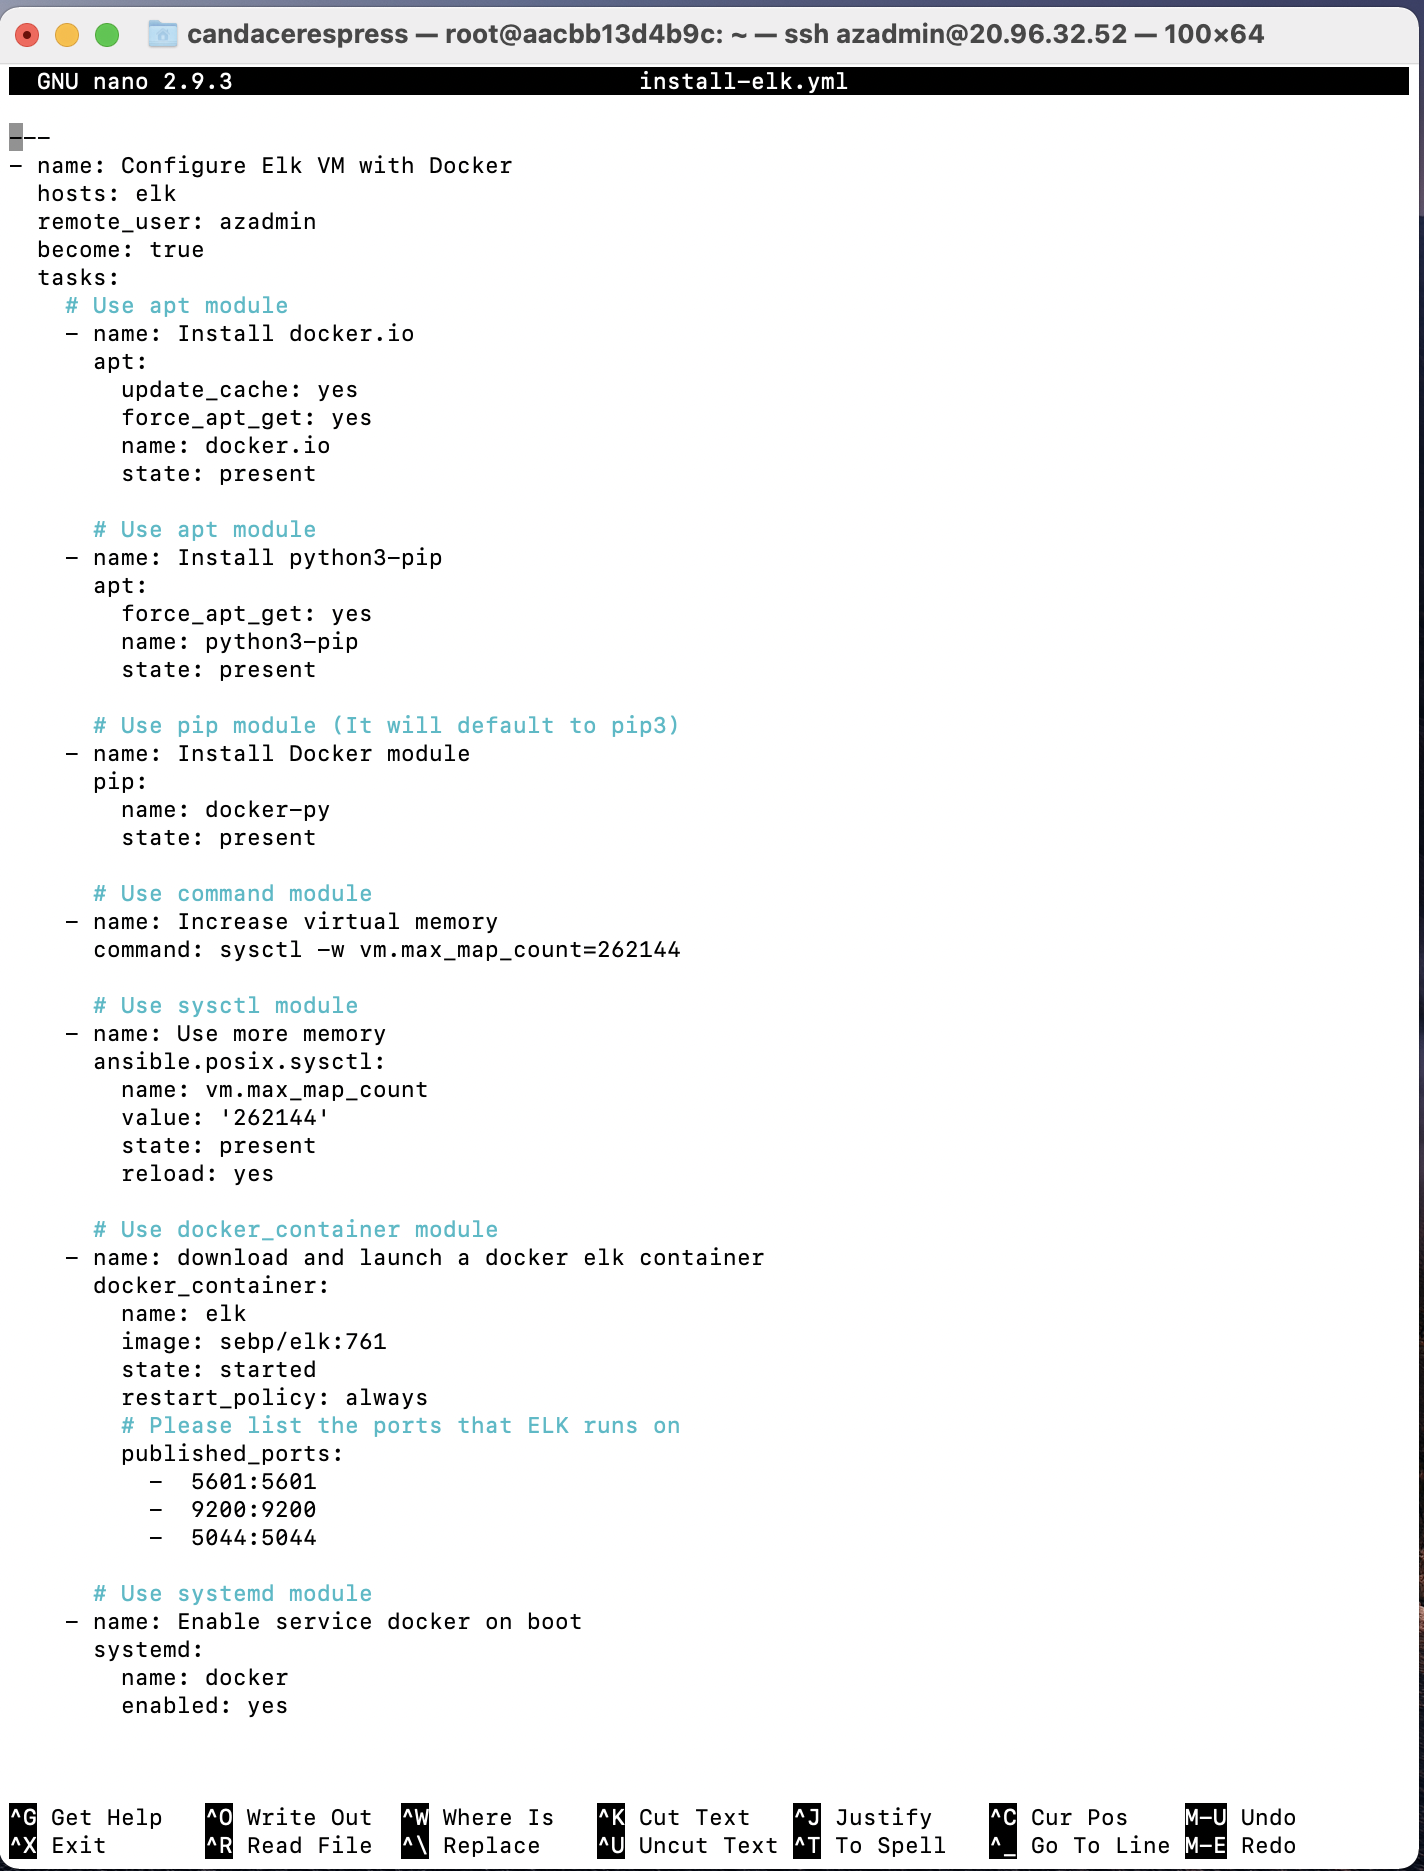 candacerespress — root@aacbb13d4b9c: ~ — ssh azadmin@20.96.32.52 — 100×64
GNU nano 2.9.3 install-elk.yml
---
- name: Configure Elk VM with Docker
  hosts: elk
  remote_user: azadmin
  become: true
  tasks:
    # Use apt module
    - name: Install docker.io
      apt:
        update_cache: yes
        force_apt_get: yes
        name: docker.io
        state: present

      # Use apt module
    - name: Install python3-pip
      apt:
        force_apt_get: yes
        name: python3-pip
        state: present

      # Use pip module (It will default to pip3)
    - name: Install Docker module
      pip:
        name: docker-py
        state: present

      # Use command module
    - name: Increase virtual memory
      command: sysctl -w vm.max_map_count=262144

      # Use sysctl module
    - name: Use more memory
      ansible.posix.sysctl:
        name: vm.max_map_count
        value: '262144'
        state: present
        reload: yes

      # Use docker_container module
    - name: download and launch a docker elk container
      docker_container:
        name: elk
        image: sebp/elk:761
        state: started
        restart_policy: always
        # Please list the ports that ELK runs on
        published_ports:
          -  5601:5601
          -  9200:9200
          -  5044:5044

      # Use systemd module
    - name: Enable service docker on boot
      systemd:
        name: docker
        enabled: yes

^G Get Help ^O Write Out ^W Where Is ^K Cut Text ^J Justify ^C Cur Pos M-U Undo
^X Exit ^R Read File ^\ Replace ^U Uncut Text ^T To Spell ^_ Go To Line M-E Redo